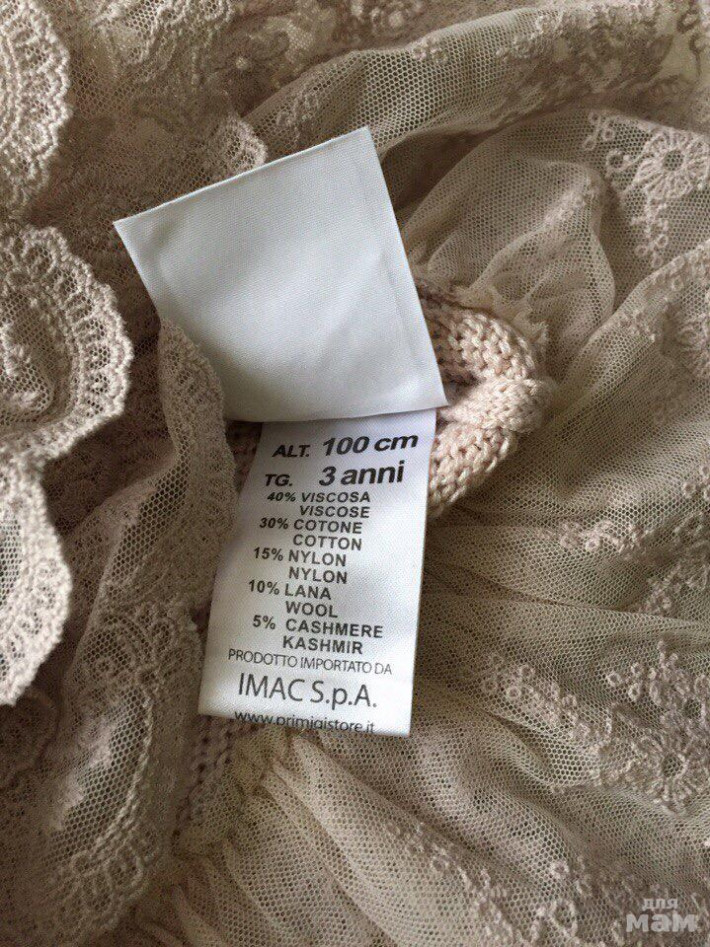 ALT. 100 cm
TG. 3 anni
40% VISCOSA
VISCOSE
30% COTONE
COTTON
15% NYLON
NYLON
10% LANA
WOOL
5% CASHMERE
KASHMIR
PRODOTTO IMPORTATO DA
IMAC S.p.A.
www.primigistore.it
для
мам